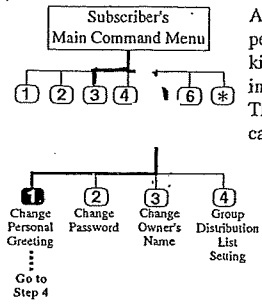 Subscriber's
Main Command Menu
1 2 3 4 6 *
1 2 3 4
Change Personal Greeting
Change Password
Change Owner's Name
Group Distribution List Setting
Go to
Step 4
A
pe
ki
in
Th
ca